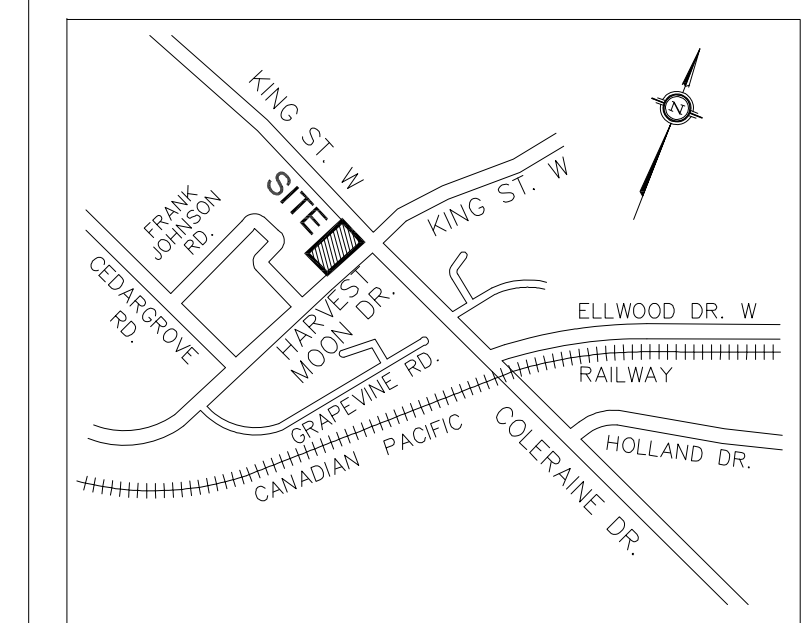 KING ST. W
N
SITE
KING ST. W
FRANK
JOHNSON
RD.
CEDARGROVE
RD.
HARVEST
MOON DR.
ELLWOOD DR. W
RAILWAY
GRAPEVINE RD.
CANADIAN PACIFIC
COLERAINE DR.
HOLLAND DR.